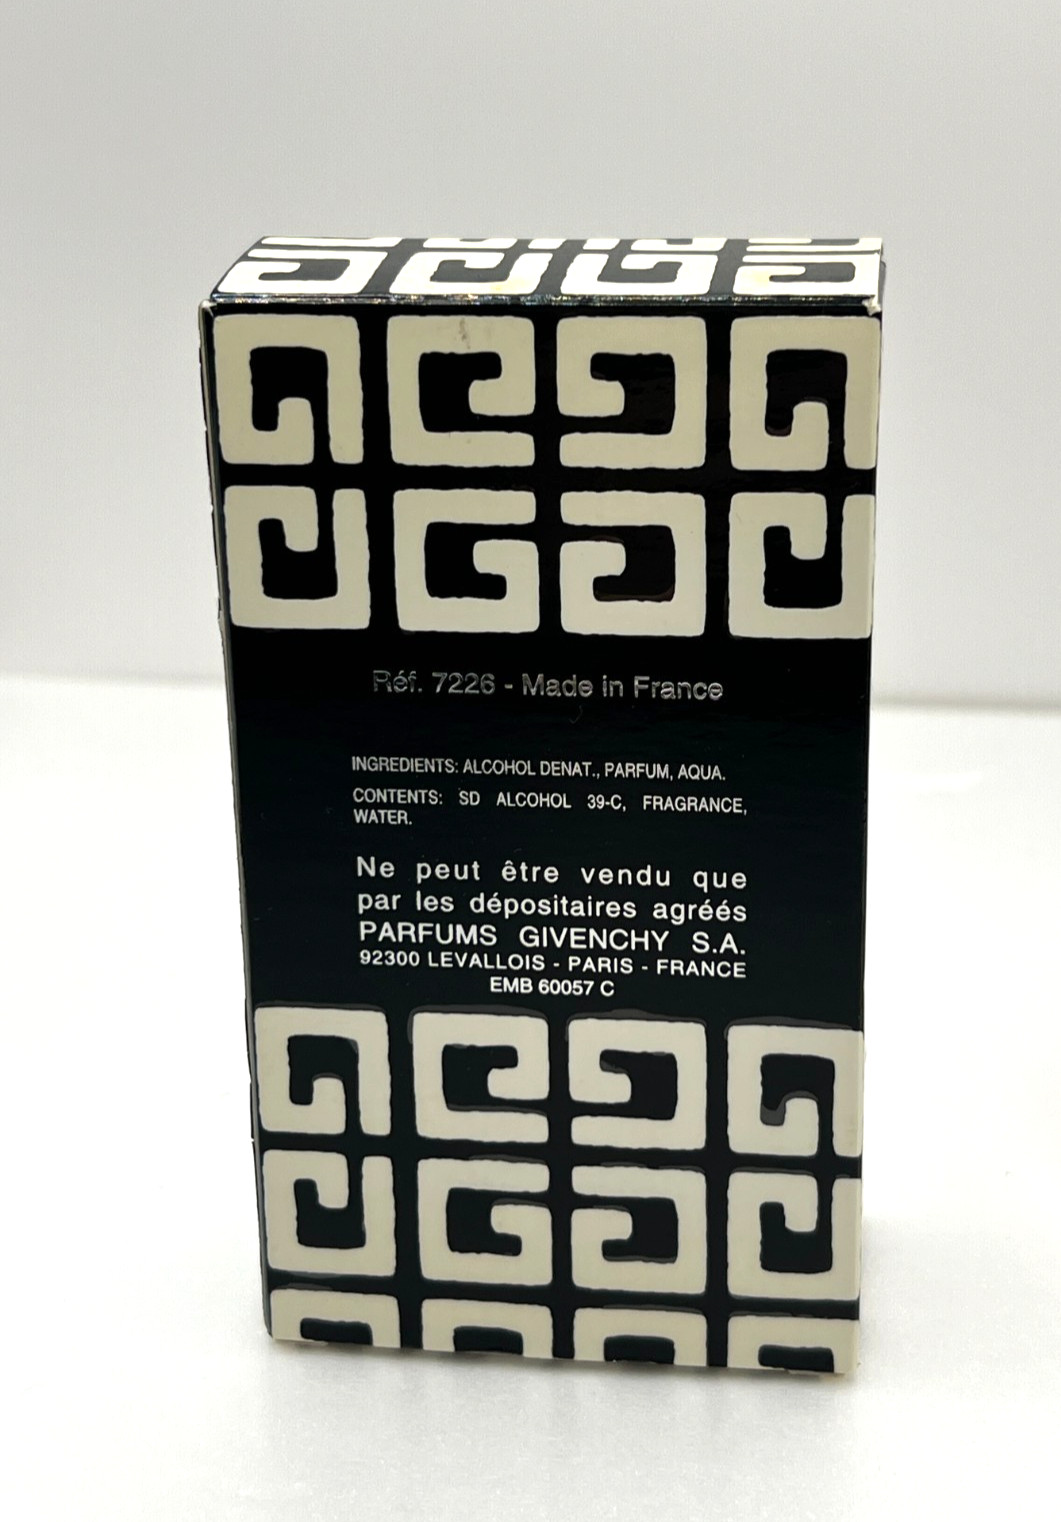 Réf. 7226 - Made in France
INGREDIENTS: ALCOHOL DENAT., PARFUM, AQUA.
CONTENTS: SD ALCOHOL 39-C, FRAGRANCE,
WATER.
Ne peut être vendu que
par les dépositaires agréés
PARFUMS GIVENCHY S.A.
92300 LEVALLOIS - PARIS - FRANCE
EMB 60057 C